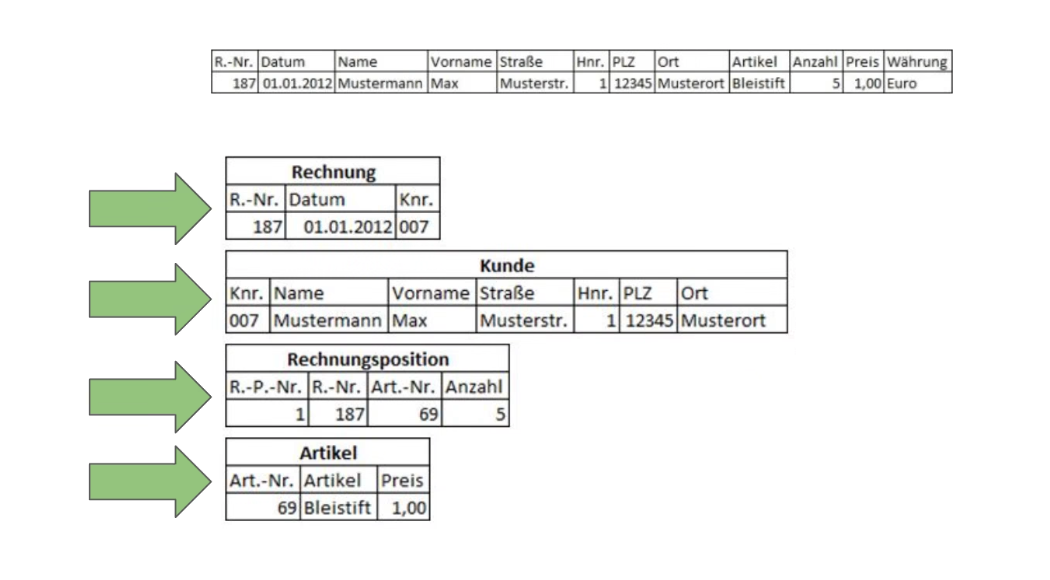 R.-Nr. Datum Name Vorname Straße Hnr. PLZ Ort Artikel Anzahl Preis Währung
187 01.01.2012 Mustermann Max Musterstr. 1 12345 Musterort Bleistift 5 1,00 Euro
Rechnung
R.-Nr. Datum Knr.
187 01.01.2012 007
Kunde
Knr. Name Vorname Straße Hnr. PLZ Ort
007 Mustermann Max Musterstr. 1 12345 Musterort
Rechnungsposition
R.-P.-Nr. R.-Nr. Art.-Nr. Anzahl
1 187 69 5
Artikel
Art.-Nr. Artikel Preis
69 Bleistift 1,00